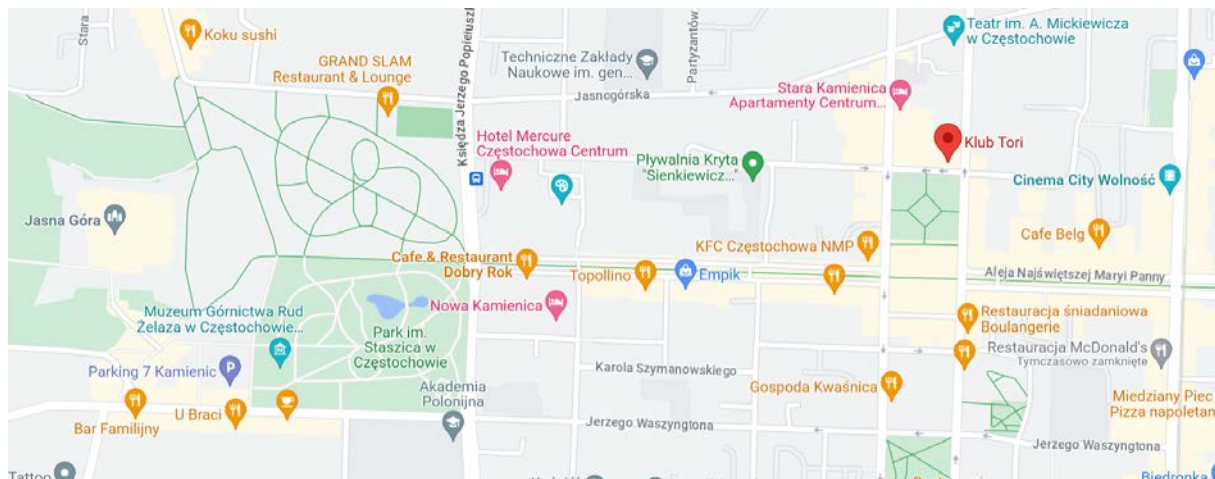 Stara
Koku sushi
GRAND SLAM
Restaurant & Lounge
Księdza Jerzego Popiełuszki
Techniczne Zakłady
Naukowe im. gen...
Partyzantów
Teatr im. A. Mickiewicza
w Częstochowie
Jasnogórska
Stara Kamienica
Apartamenty Centrum...
Hotel Mercure
Częstochowa Centrum
Pływalnia Kryta
"Sienkiewicz..."
Klub Tori
Cinema City Wolność
Jasna Góra
Cafe & Restaurant
Dobry Rok
KFC Częstochowa NMP
Cafe Belg
Topollino
Empik
Aleja Najświętszej Maryi Panny
Nowa Kamienica
Muzeum Górnictwa Rud
Żelaza w Częstochowie...
Park im.
Staszica w
Częstochowie
Restauracja śniadaniowa
Boulangerie
Restauracja McDonald's
Tymczasowo zamknięte
Parking 7 Kamienic
P
Karola Szymanowskiego
Akademia
Polonijna
Gospoda Kwaśnica
Miedziany Piec
Pizza napoletan
U Braci
Bar Familijny
Jerzego Waszyngtona
Jerzego Waszyngtona
Tattoo
Biedronka